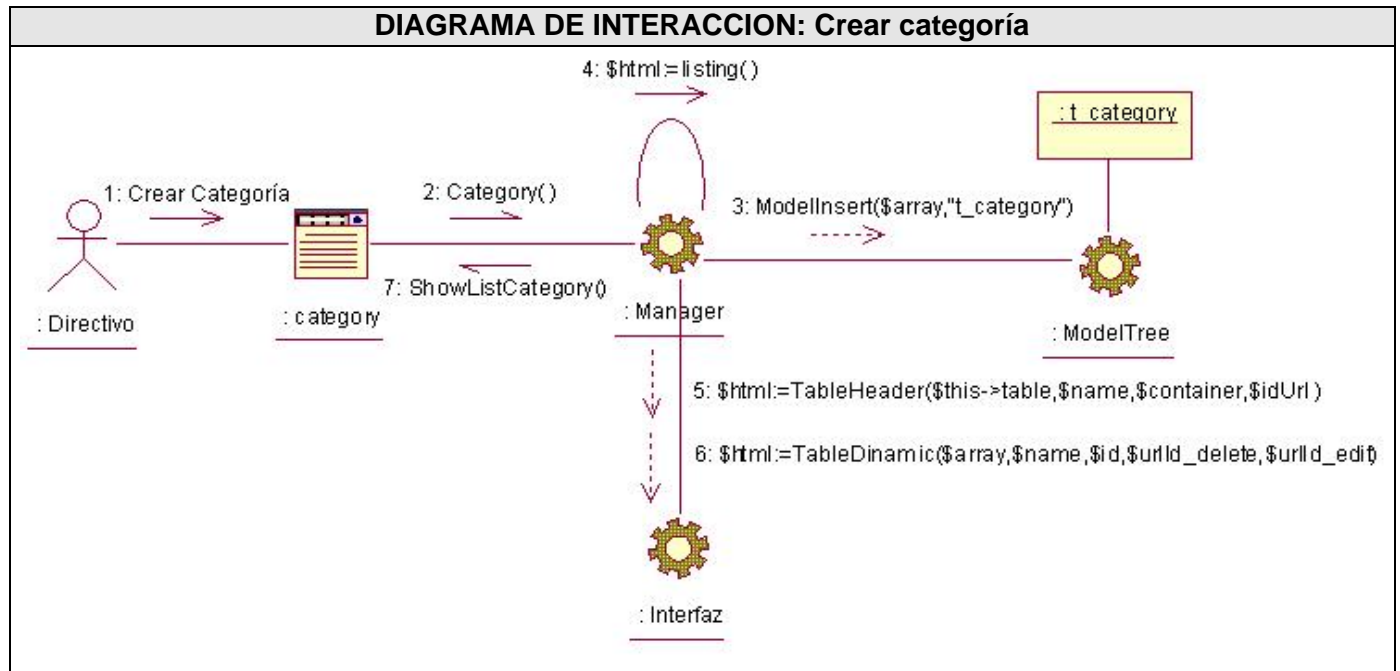 DIAGRAMA DE INTERACCION: Crear categoría
4: $html:=listing()
: t_category
1: Crear Categoría
2: Category()
3: ModelInsert($array,"t_category")
7: ShowListCategory()
: Directivo
: category
: Manager
: ModelTree
5: $html:=TableHeader($this->table,$name,$container,$idUrl )
6: $html:=TableDinamic($array,$name,$id,$urlId_delete,$urlId_edit)
: Interfaz